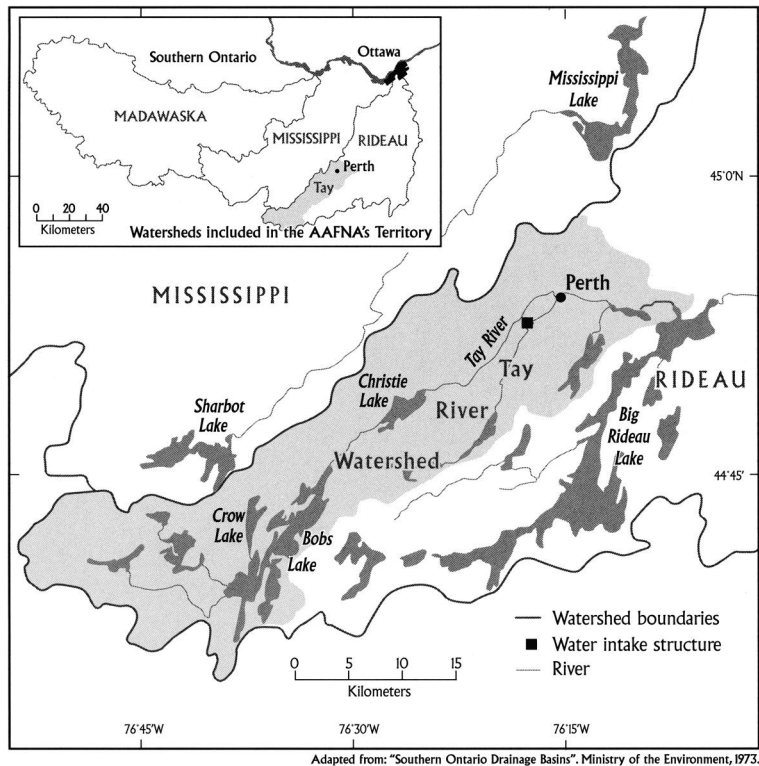 Southern Ontario
Ottawa
MADAWASKA
MISSISSIPPI
RIDEAU
Perth
Tay
0 20 40
Kilometers
Watersheds included in the AAFNA's Territory
Mississippi
Lake
45°0'N
MISSISSIPPI
Perth
Tay River
Tay
River
Watershed
Christie
Lake
RIDEAU
Sharbot
Lake
Big
Rideau
Lake
44°45'
Crow
Lake
Bobs
Lake
Watershed boundaries
Water intake structure
River
0 5 10 15
Kilometers
76°45'W 76°30'W 76°15'W
Adapted from: "Southern Ontario Drainage Basins". Ministry of the Environment, 1973.